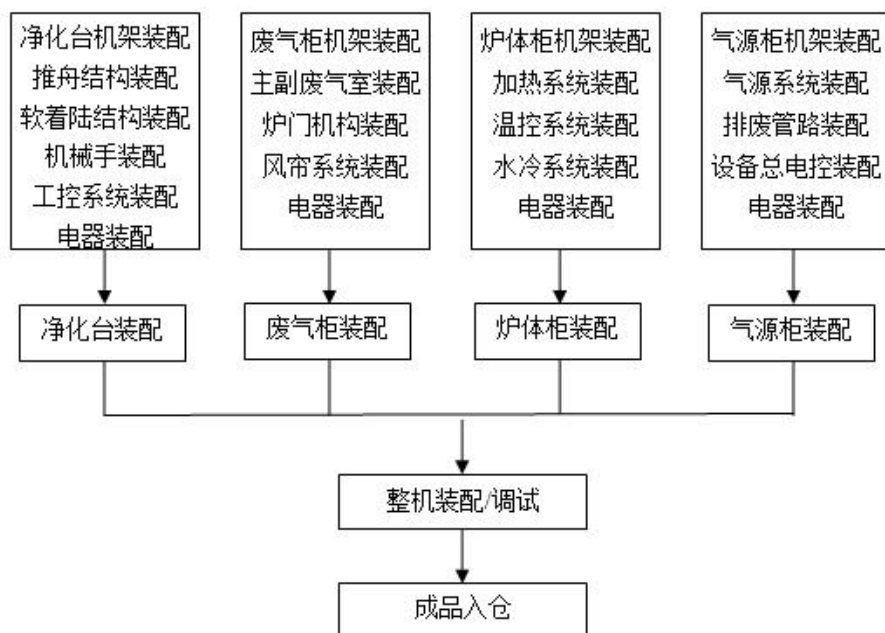 净化台机架装配
推舟结构装配
软着陆结构装配
机械手装配
工控系统装配
电器装配
废气柜机架装配
主副废气室装配
炉门机构装配
风帘系统装配
电器装配
炉体柜机架装配
加热系统装配
温控系统装配
水冷系统装配
电器装配
气源柜机架装配
气源系统装配
排废管路装配
设备总电控装配
电器装配
净化台装配
废气柜装配
炉体柜装配
气源柜装配
整机装配/调试
成品入仓